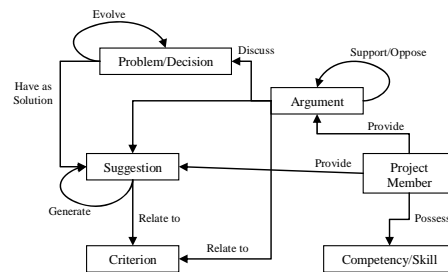 Evolve
Problem/Decision
Discuss
Support/Oppose
Have as
Solution
Argument
Provide
Suggestion
Provide
Project
Member
Generate
Relate to
Possess
Criterion
Relate to
Competency/Skill